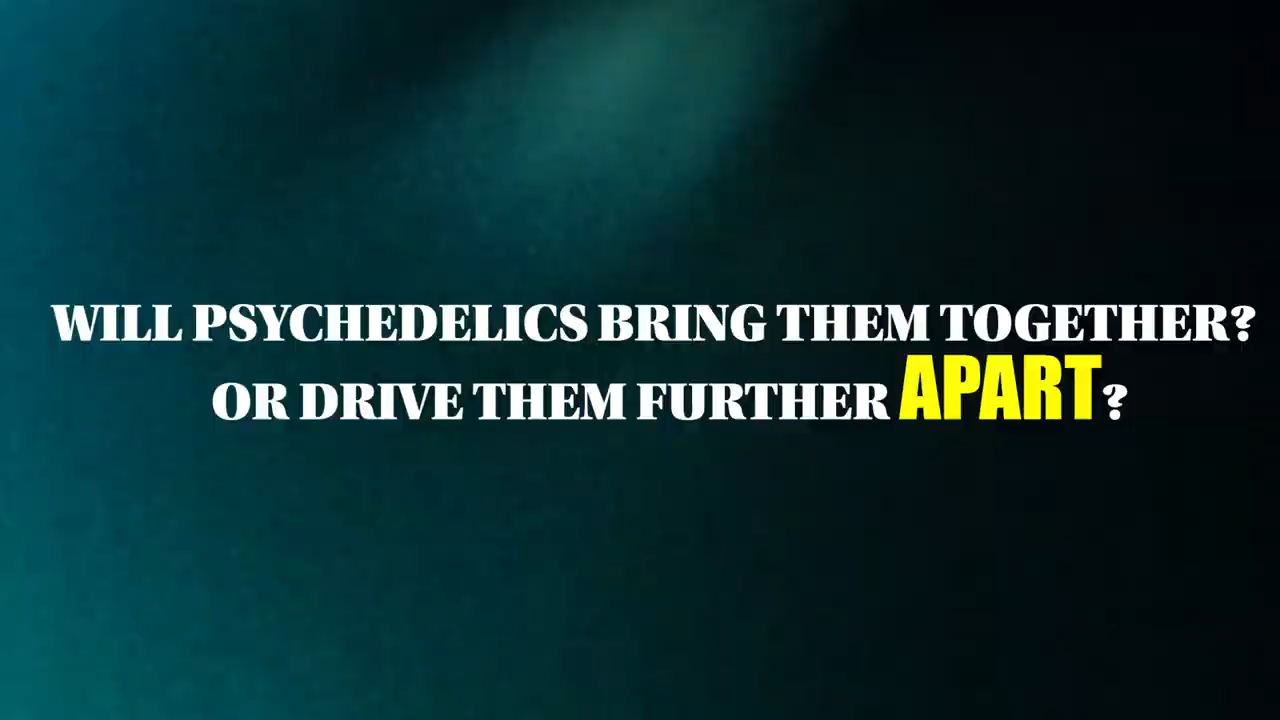 WILL PSYCHEDELICS BRING THEM TOGETHER?
OR DRIVE THEM FURTHER APART?